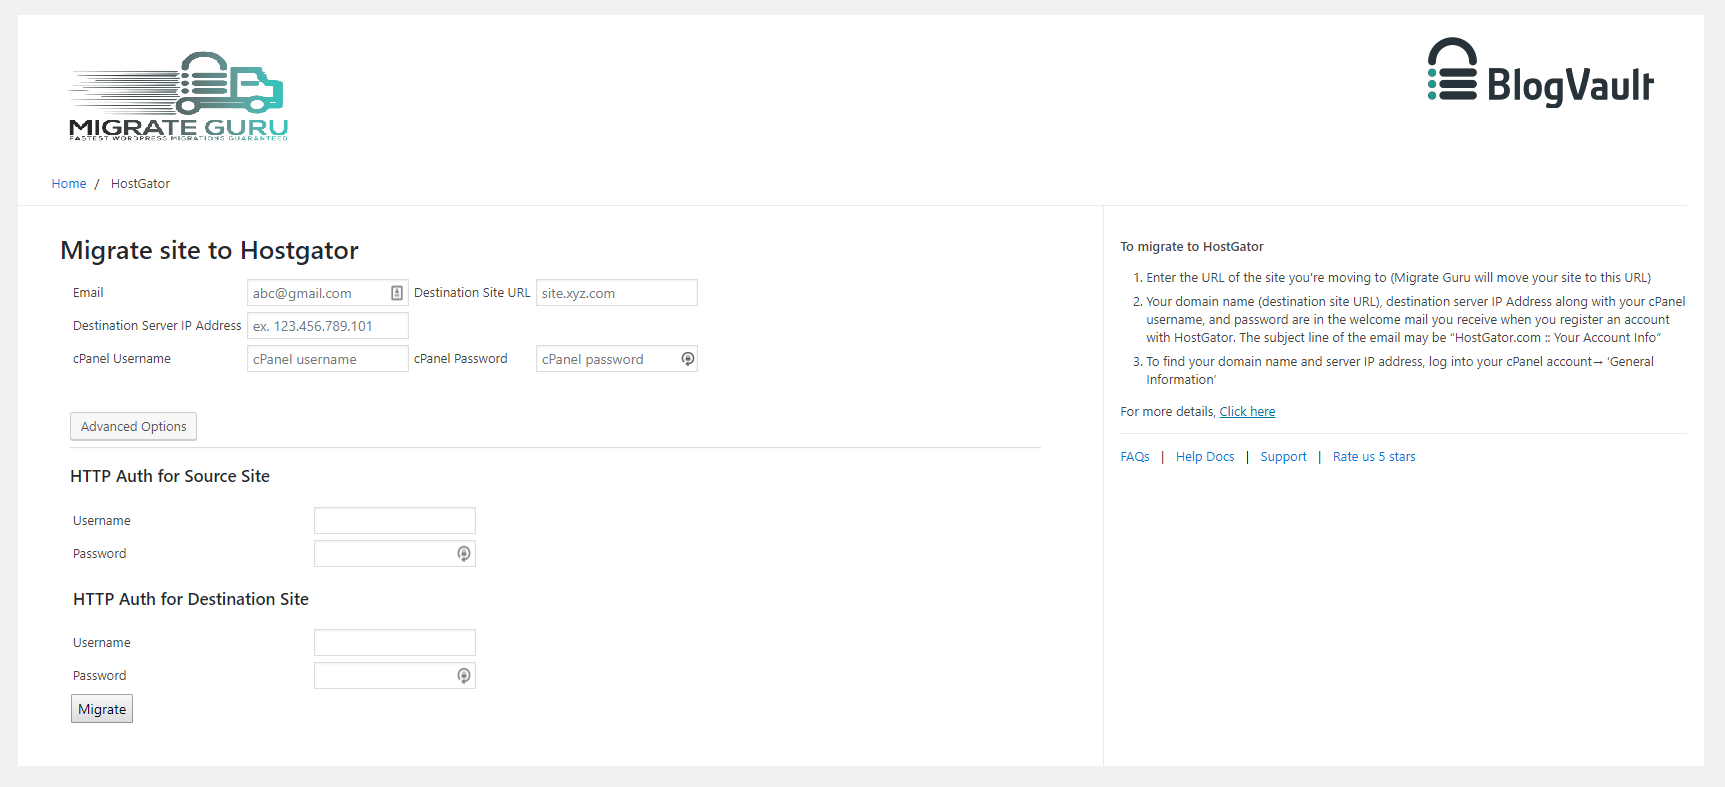 MIGRATE GURU
FASTEST WORDPRESS MIGRATIONS GUARANTEED
BlogVault
Home / HostGator
Migrate site to Hostgator
Email abc@gmail.com Destination Site URL site.xyz.com
Destination Server IP Address ex. 123.456.789.101
cPanel Username cPanel username cPanel Password cPanel password
Advanced Options
HTTP Auth for Source Site
Username
Password
HTTP Auth for Destination Site
Username
Password
Migrate
To migrate to HostGator
1. Enter the URL of the site you're moving to (Migrate Guru will move your site to this URL)
2. Your domain name (destination site URL), destination server IP Address along with your cPanel
username, and password are in the welcome mail you receive when you register an account
with HostGator. The subject line of the email may be “HostGator.com :: Your Account Info”
3. To find your domain name and server IP address, log into your cPanel account→ ‘General
Information’
For more details, Click here
FAQs | Help Docs | Support | Rate us 5 stars